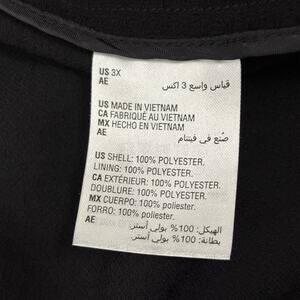 US 3X
AE قياس واسع 3 اكس
US MADE IN VIETNAM
CA FABRIQUÉ AU VIETNAM
MX HECHO EN VIETNAM
AE صُنع في فيتنام
US SHELL: 100% POLYESTER.
LINING: 100% POLYESTER.
CA EXTÉRIEUR: 100% POLYESTER.
DOUBLURE: 100% POLYESTER.
MX CUERPO: 100% poliester.
FORRO: 100% poliester.
AE الهيكل: 100% بولي أستر.
بطانة: 100% بولي أستر.